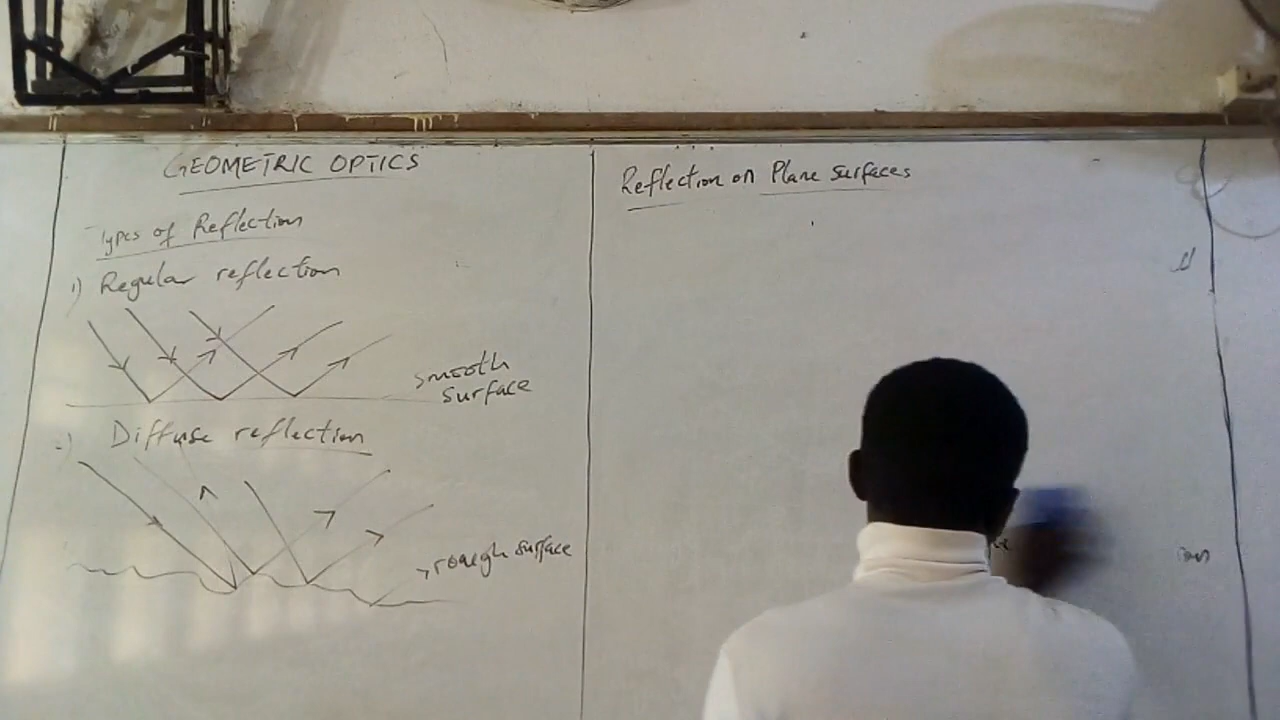 GEOMETRIC OPTICS
Types of Reflection
1) Regular reflection
smooth
surface
2) Diffuse reflection
rough surface
Reflection on Plane Surfaces